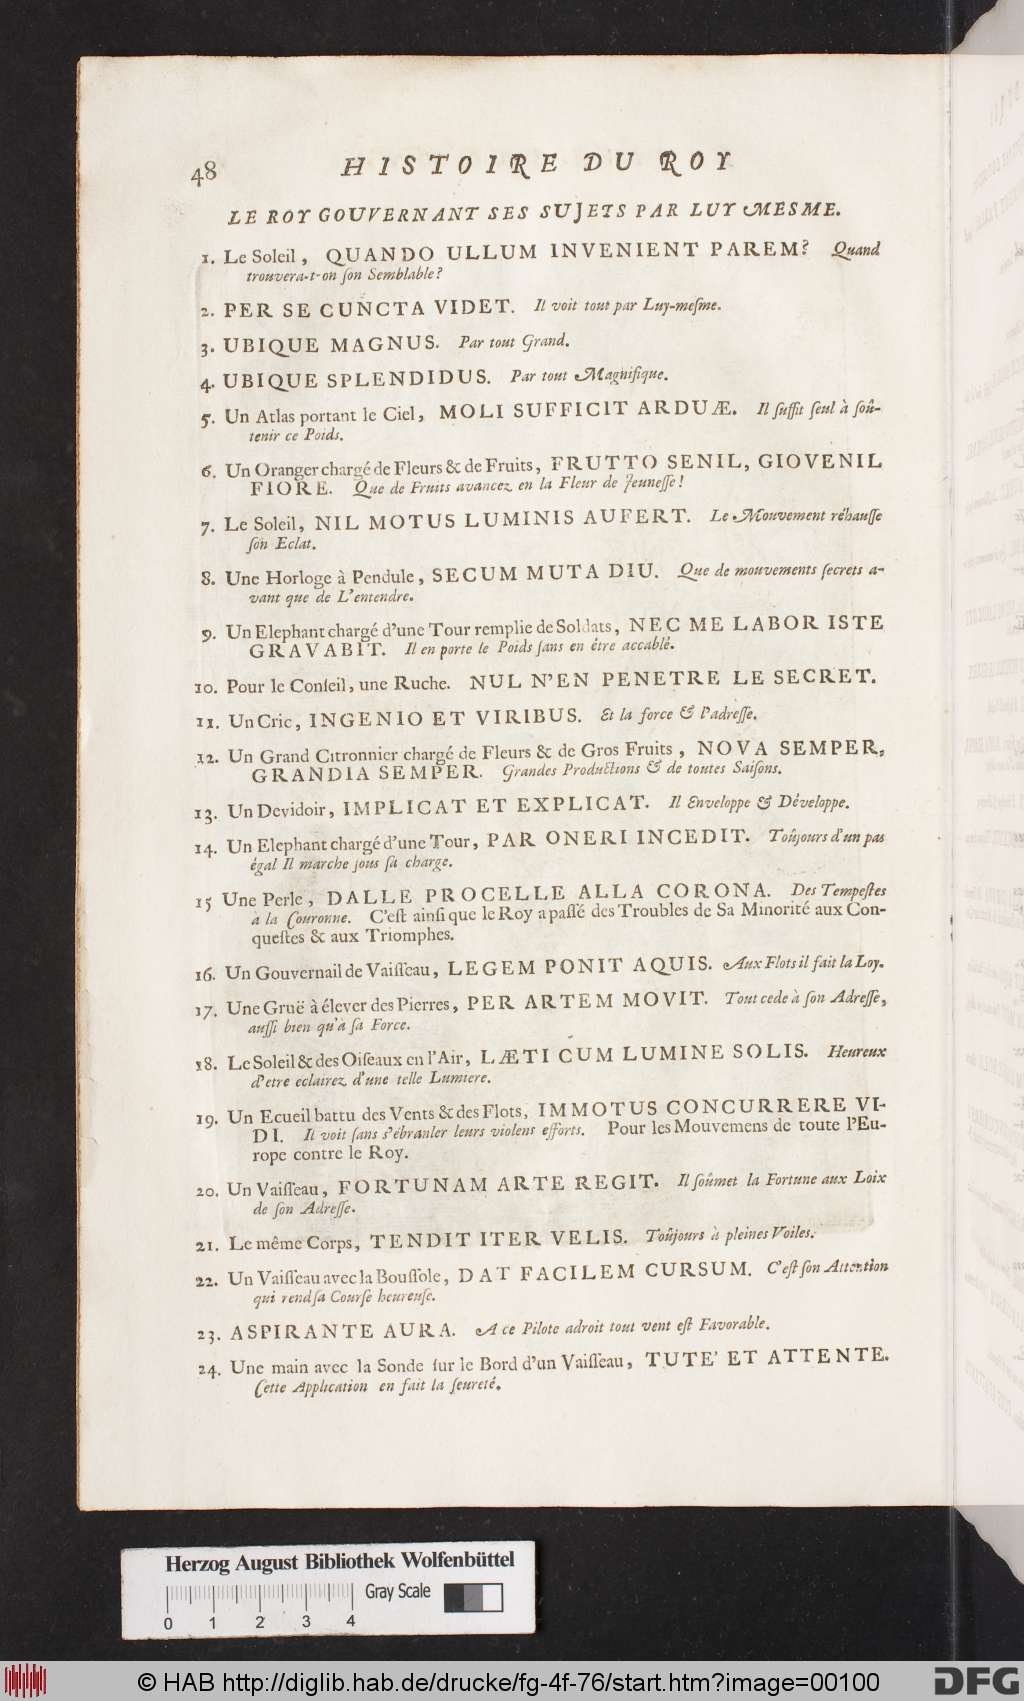 48
HISTOIRE DU ROY
LE ROY GOUVERNANT SES SUJETS PAR LUY MESME.
1. Le Soleil, QUANDO ULLUM INVENIENT PAREM? Quand
trouvera-t-on ſon Semblable?
2. PER SE CUNCTA VIDET. Il voit tout par Luy-meſme.
3. UBIQUE MAGNUS. Par tout Grand.
4. UBIQUE SPLENDIDUS. Par tout Magnifique.
5. Un Atlas portant le Ciel, MOLI SUFFICIT ARDUÆ. Il ſuffit ſeul à ſoû-
tenir ce Poids.
6. Un Oranger chargé de Fleurs & de Fruits, FRUTTO SENIL, GIOVENIL
FIORE. Que de Fruits avancez en la Fleur de Jeuneſſe!
7. Le Soleil, NIL MOTUS LUMINIS AUFERT. Le Mouvement réhauſſe
ſon Eclat.
8. Une Horloge à Pendule, SECUM MUTA DIU. Que de mouvements ſecrets a-
vant que de L'entendre.
9. Un Elephant chargé d'une Tour remplie de Soldats, NEC ME LABOR ISTE
GRAVABIT. Il en porte le Poids ſans en être accablé.
10. Pour le Conſeil, une Ruche. NUL N'EN PENETRE LE SECRET.
11. Un Cric, INGENIO ET VIRIBUS. Et la force & l'adreſſe.
12. Un Grand Citronnier chargé de Fleurs & de Gros Fruits, NOVA SEMPER,
GRANDIA SEMPER. Grandes Productions & de toutes Saiſons.
13. Un Devidoir, IMPLICAT ET EXPLICAT. Il Enveloppe & Développe.
14. Un Elephant chargé d'une Tour, PAR ONERI INCEDIT. Toûjours d'un pas
égal Il marche sous ſa charge.
15 Une Perle, DALLE PROCELLE ALLA CORONA. Des Tempeſtes
a la Couronne. C'eſt ainſi que le Roy a paſſé des Troubles de Sa Minorité aux Con-
queſtes & aux Triomphes.
16. Un Gouvernail de Vaiſſeau, LEGEM PONIT AQUIS. Aux Flots il fait la Loy.
17. Une Gruë à élever des Pierres, PER ARTEM MOVIT. Tout cede à ſon Adreſſe,
auſſi bien qu'à ſa Force.
18. Le Soleil & des Oiſeaux en l'Air, LÆTI CUM LUMINE SOLIS. Heureux
d'etre eclairez d'une telle Lumiere.
19. Un Ecueil battu des Vents & des Flots, IMMOTUS CONCURRERE VI-
DI. Il voit ſans s'ébranler leurs violens efforts. Pour les Mouvemens de toute l'Eu-
rope contre le Roy.
20. Un Vaiſſeau, FORTUNAM ARTE REGIT. Il ſoûmet la Fortune aux Loix
de ſon Adreſſe.
21. Le même Corps, TENDIT ITER VELIS. Toûjours à pleines Voiles.
22. Un Vaiſſeau avec la Bouſſole, DAT FACILEM CURSUM. C'eſt ſon Attention
qui rend ſa Courſe heureuſe.
23. ASPIRANTE AURA. A ce Pilote adroit tout vent eſt Favorable.
24. Une main avec la Sonde ſur le Bord d'un Vaiſſeau, TUTE' ET ATTENTE.
Cette Application en fait la ſeureté.
Herzog August Bibliothek Wolfenbüttel
Gray Scale
0 1 2 3 4
© HAB http://diglib.hab.de/drucke/fg-4f-76/start.htm?image=00100
DFG